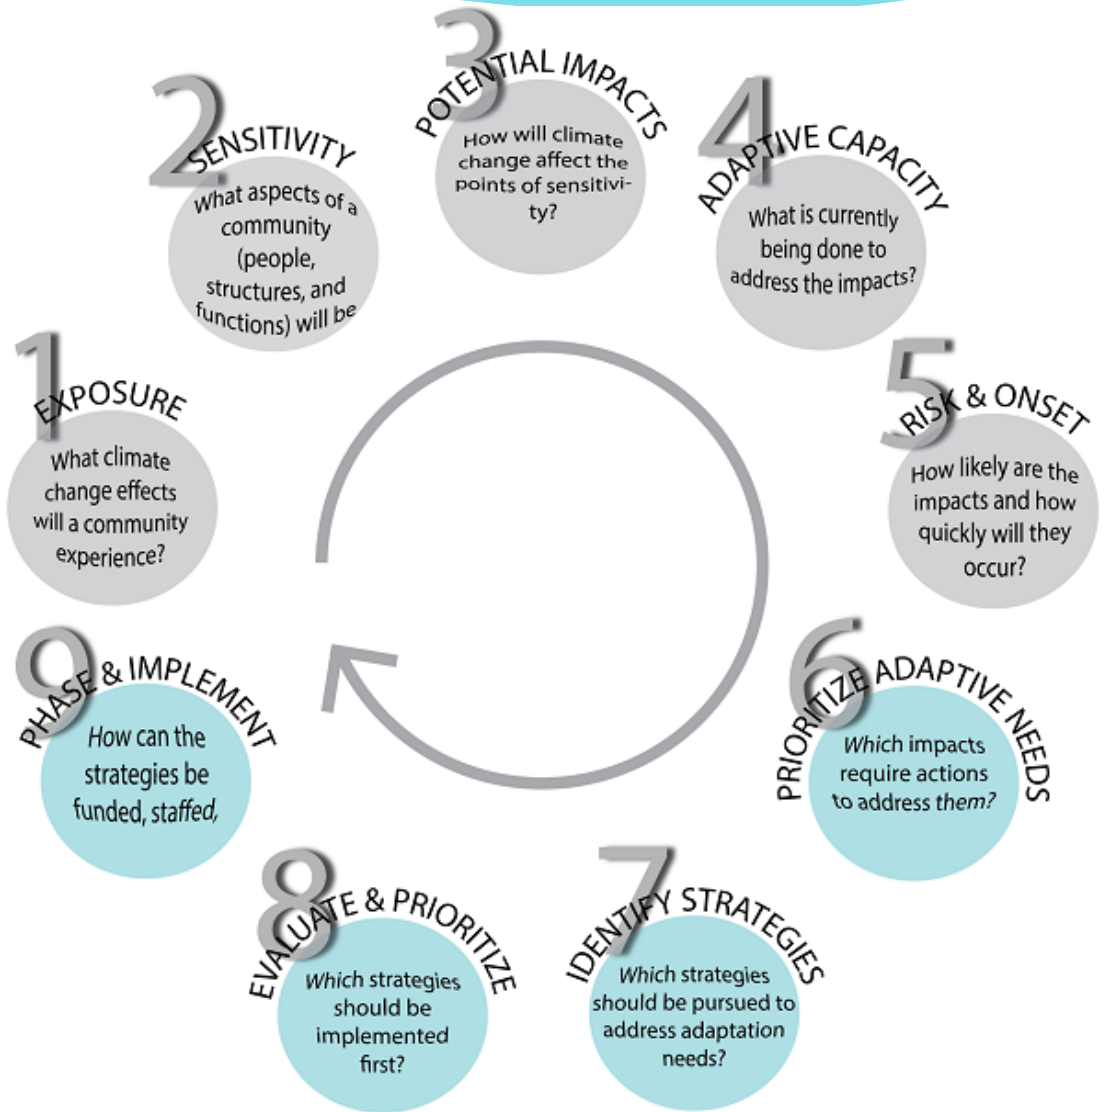 1
EXPOSURE
What climate
change effects
will a community
experience?
2
SENSITIVITY
What aspects of a
community
(people,
structures, and
functions) will be
3
POTENTIAL IMPACTS
How will climate
change affect the
points of sensitivi-
ty?
4
ADAPTIVE CAPACITY
What is currently
being done to
address the impacts?
5
RISK & ONSET
How likely are the
impacts and how
quickly will they
occur?
6
PRIORITIZE ADAPTIVE NEEDS
Which impacts
require actions
to address them?
7
IDENTIFY STRATEGIES
Which strategies
should be pursued to
address adaptation
needs?
8
EVALUATE & PRIORITIZE
Which strategies
should be
implemented
first?
9
PHASE & IMPLEMENT
How can the
strategies be
funded, staffed,